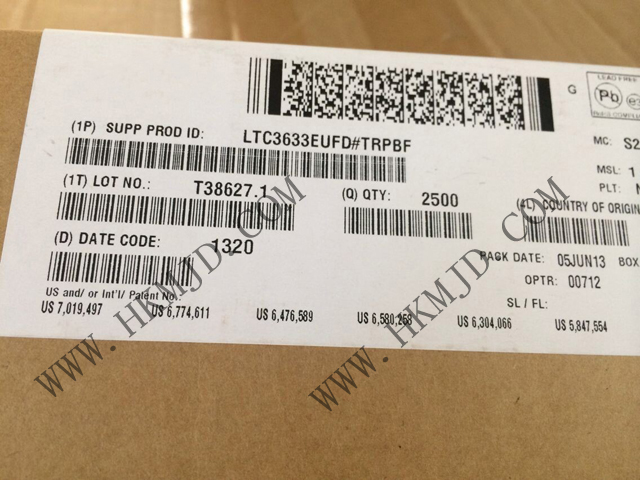 G
LEAD FREE
Pb
e3
(1P) SUPP PROD ID: LTC3633EUFD#TRPBF
MC: S2
MSL: 1
(1T) LOT NO.: T38627.1
(Q) QTY: 2500
PLT:
(4L) COUNTRY OF ORIGIN
(D) DATE CODE: 1320
PACK DATE: 05JUN13 BOX
OPTR: 00712
US and/ or Int'l/ Patent No.
SL / FL:
US 7,019,497 US 6,774,611 US 6,476,589 US 6,580,258 US 6,304,066 US 5,847,554
WWW.HKMJD.COM
WWW.HKMJD.COM